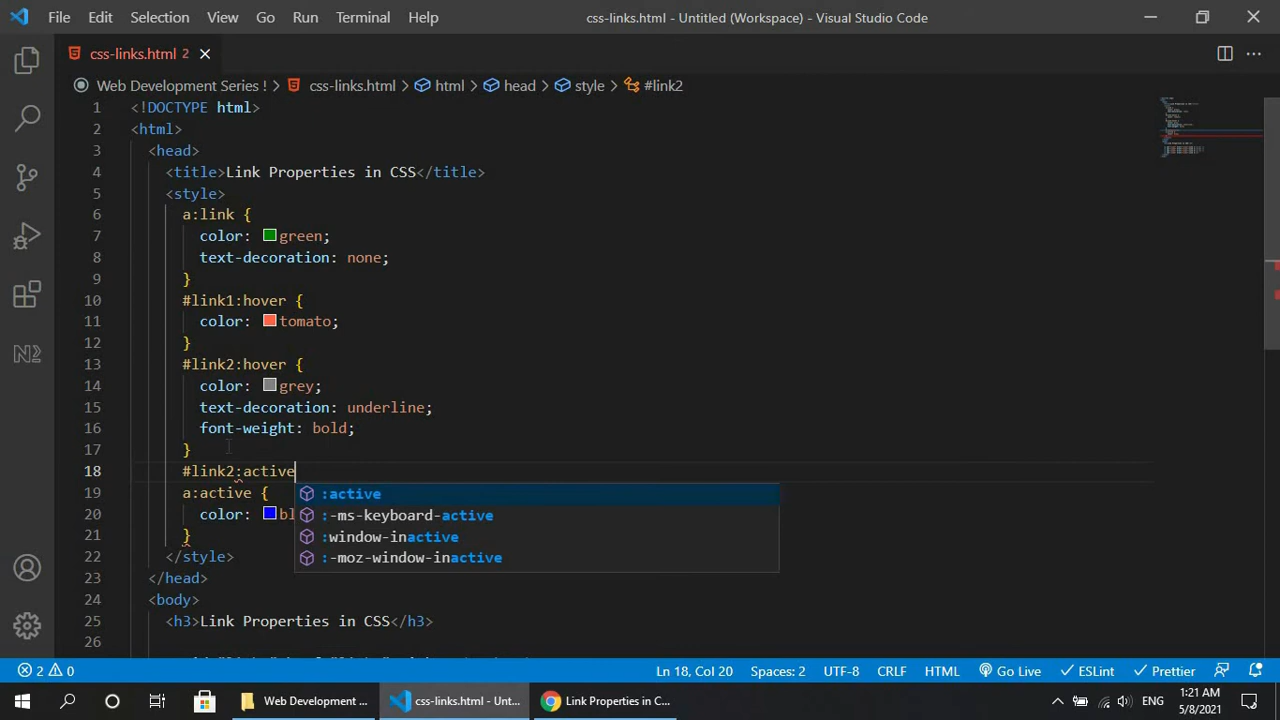 File Edit Selection View Go Run Terminal Help css-links.html - Untitled (Workspace) - Visual Studio Code
css-links.html 2
Web Development Series ! > css-links.html > html > head > style > #link2
1 <!DOCTYPE html>
2 <html>
3 <head>
4 <title>Link Properties in CSS</title>
5 <style>
6 a:link {
7 color: green;
8 text-decoration: none;
9 }
10 #link1:hover {
11 color: tomato;
12 }
13 #link2:hover {
14 color: grey;
15 text-decoration: underline;
16 font-weight: bold;
17 }
18 #link2:active
19 a:active {
:active
20 color: bl
:-ms-keyboard-active
21 }
:window-inactive
22 </style>
:-moz-window-inactive
23 </head>
24 <body>
25 <h3>Link Properties in CSS</h3>
26
2 0 Ln 18, Col 20 Spaces: 2 UTF-8 CRLF HTML Go Live ESLint Prettier
Web Development ... css-links.html - Unt... Link Properties in C... ENG 1:21 AM
5/8/2021